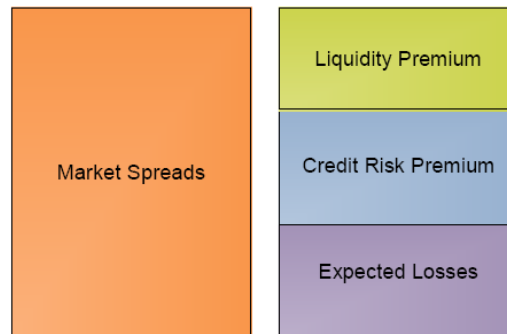 Market Spreads
Liquidity Premium
Credit Risk Premium
Expected Losses